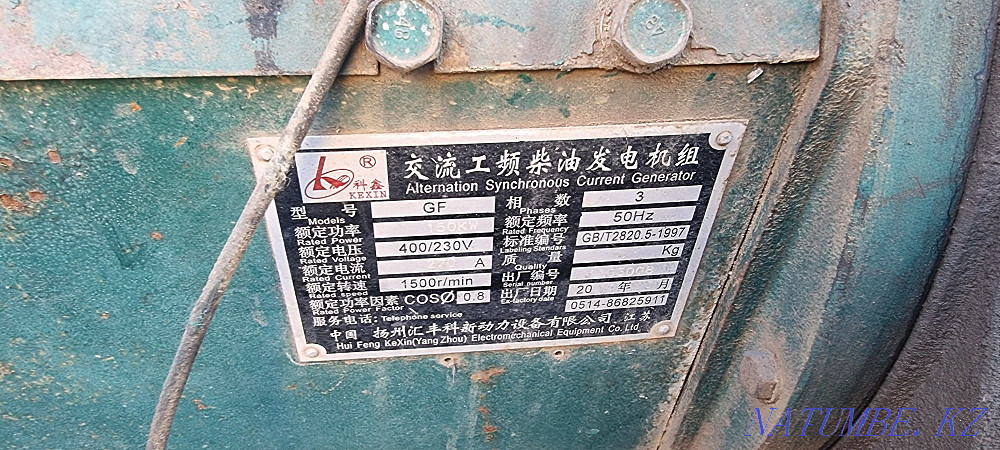 48
®
科鑫
KEXIN
交流工频柴油发电机组
Alternation Synchronous Current Generator
型号 GF 相数 3
Models Phases
额定功率 150KW 额定频率 50Hz
Rated Power Rated Frequency
额定电压 400/230V 标准编号 GB/T2820.5-1997
Rated Voltage Labeling Standars
额定电流 A 质量 Kg
Rated Current Quality
额定转速 1500r/min 出厂编号
Rated speed Serial number
额定功率因素 COSØ 0.8 出厂日期 20 年 月
Rated Power Factor Ex-factory date
服务电话: Telephone service 0514-86825911
中国·扬州汇丰科新动力设备有限公司 江苏
Hui Feng KeXin(Yang Zhou) Electromechanical Equipment Co.Ltd.
VATUMBE.KZ